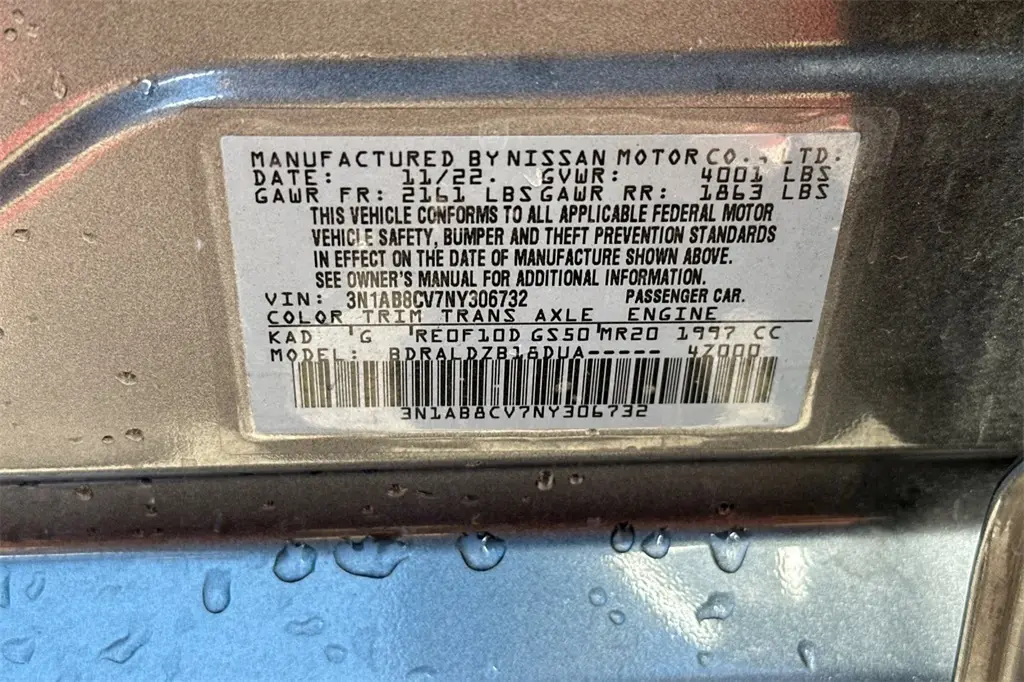 MANUFACTURED BY NISSAN MOTOR CO., LTD.
DATE: 11/22. GVWR: 4001 LBS
GAWR FR: 2161 LBS GAWR RR: 1863 LBS
THIS VEHICLE CONFORMS TO ALL APPLICABLE FEDERAL MOTOR
VEHICLE SAFETY, BUMPER AND THEFT PREVENTION STANDARDS
IN EFFECT ON THE DATE OF MANUFACTURE SHOWN ABOVE.
SEE OWNER'S MANUAL FOR ADDITIONAL INFORMATION.
VIN: 3N1AB8CV7NY306732 PASSENGER CAR.
COLOR TRIM TRANS AXLE ENGINE
KAD G RE0F10D GS50 MR20 1997 CC
MODEL: BDRALDZB18DUA----- 4Z000
3N1AB8CV7NY306732